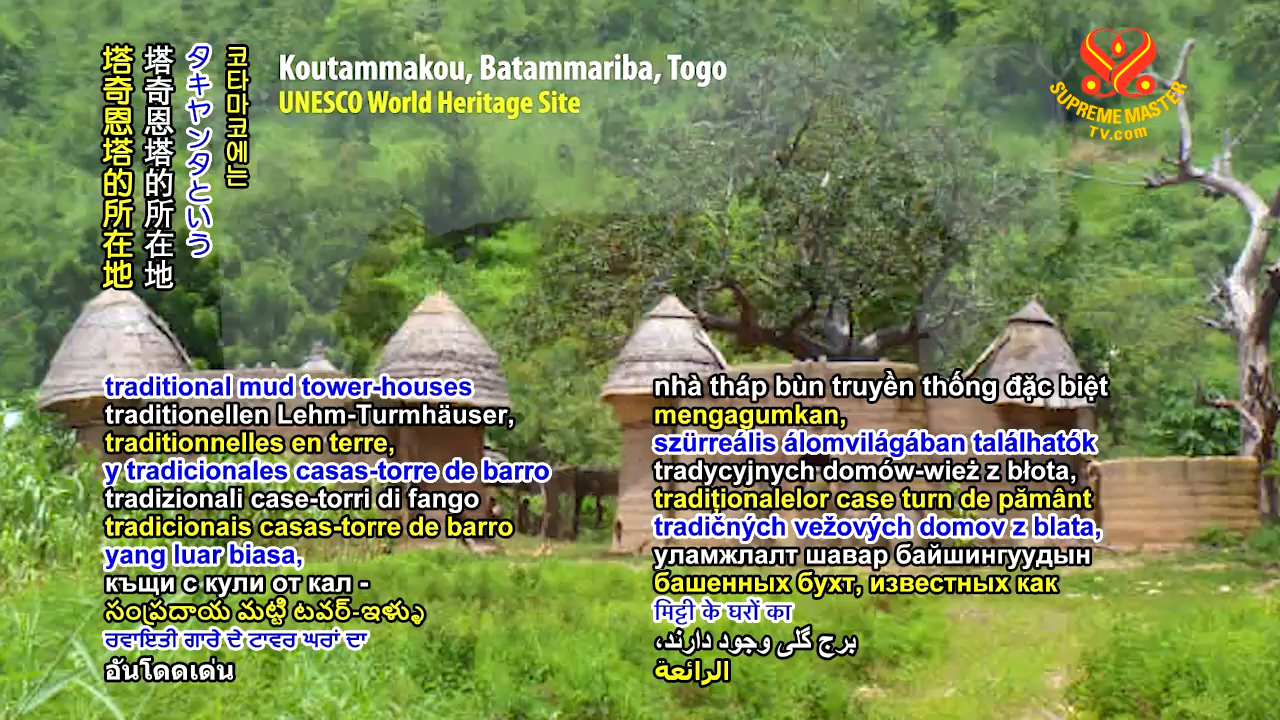 코타마코에는
タキヤンタという
塔奇恩塔的所在地
塔奇恩塔的所在地
Koutammakou, Batammariba, Togo
UNESCO World Heritage Site
SUPREME MASTER
TV.com
traditional mud tower-houses
traditionellen Lehm-Turmhäuser,
traditionnelles en terre,
y tradicionales casas-torre de barro
tradizionali case-torri di fango
tradicionais casas-torre de barro
yang luar biasa,
къщи с кули от кал -
సంప్రదాయ మట్టి టవర్-ఇళ్ళు
ਰਵਾਇਤੀ ਗਾਰੇ ਦੇ ਟਾਵਰ ਘਰਾਂ ਦਾ
อันโดดเด่น
nhà tháp bùn truyền thống đặc biệt
mengagumkan,
szürreális álomvilágában találhatók
tradycyjnych domów-wież z błota,
tradiționalelor case turn de pământ
tradičných vežových domov z blata,
уламжлалт шавар байшингуудын
башенных бухт, известных как
मिट्टी के घरों का
برج گلی وجود دارند،
الرائعة